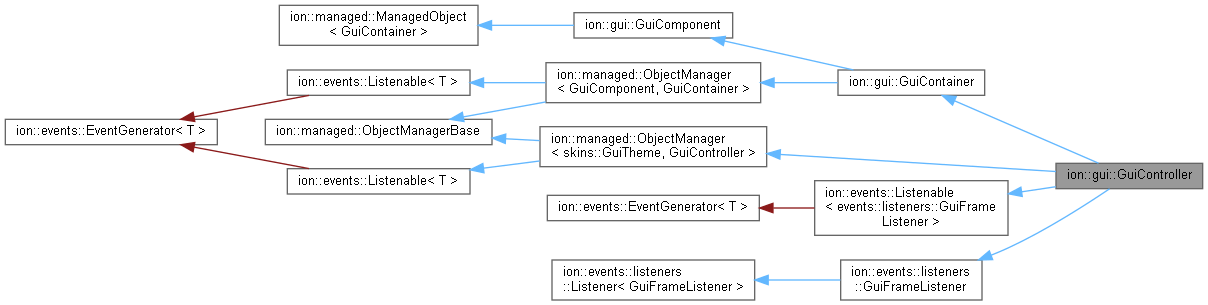 ion::managed::ManagedObject
< GuiContainer >
ion::gui::GuiComponent
ion::events::Listenable< T >
ion::managed::ObjectManager
< GuiComponent, GuiContainer >
ion::gui::GuiContainer
ion::events::EventGenerator< T >
ion::managed::ObjectManagerBase
ion::managed::ObjectManager
< skins::GuiTheme, GuiController >
ion::events::Listenable< T >
ion::gui::GuiController
ion::events::EventGenerator< T >
ion::events::Listenable
< events::listeners::GuiFrame
Listener >
ion::events::listeners
::Listener< GuiFrameListener >
ion::events::listeners
::GuiFrameListener